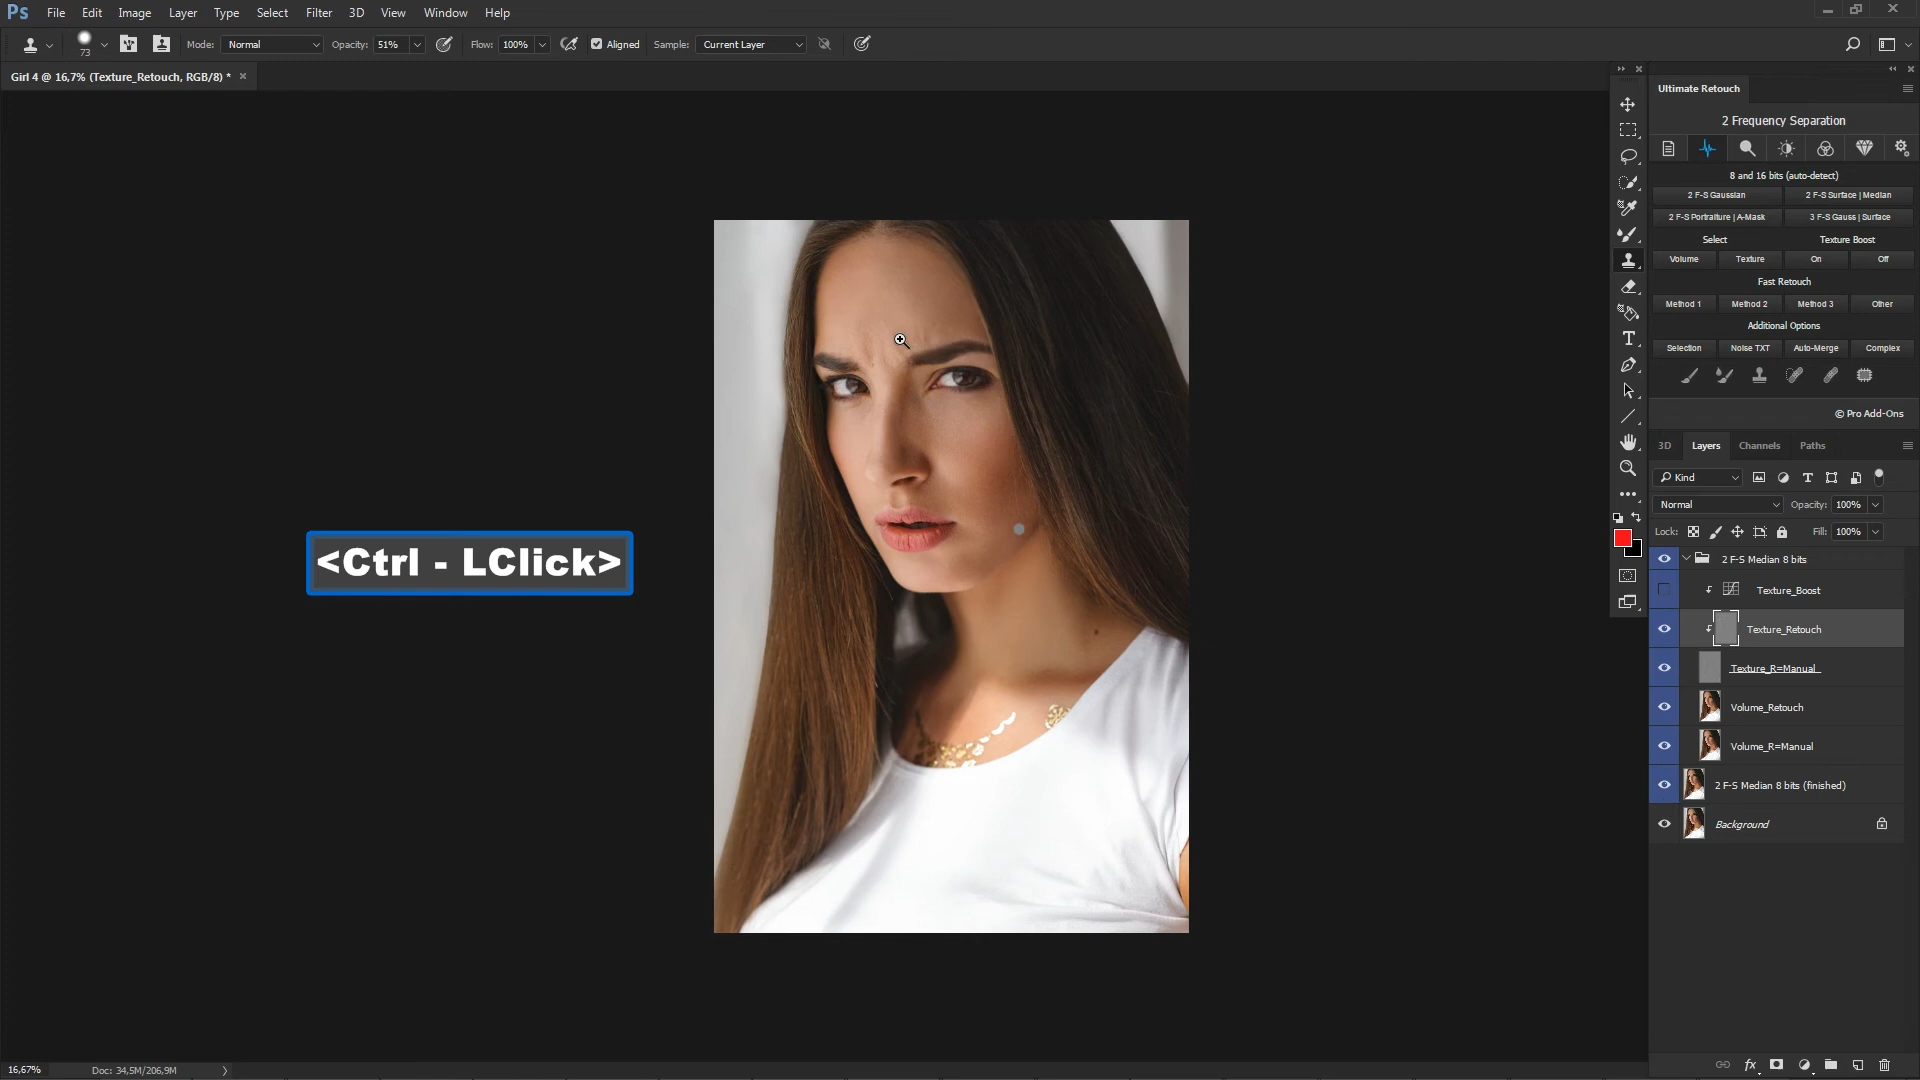 Ps File Edit Image Layer Type Select Filter 3D View Window Help
73 Mode: Normal Opacity: 51% Flow: 100% Aligned Sample: Current Layer
Girl 4 @ 16,7% (Texture_Retouch, RGB/8) * ×
Ultimate Retouch
2 Frequency Separation
8 and 16 bits (auto-detect)
2 F-S Gaussian 2 F-S Surface | Median
2 F-S Portraiture | A-Mask 3 F-S Gauss | Surface
Select Texture Boost
Volume Texture On Off
Fast Retouch
Method 1 Method 2 Method 3 Other
Additional Options
Selection Noise TXT Auto-Merge Complex
© Pro Add-Ons
3D Layers Channels Paths
Kind
Normal Opacity: 100%
Lock: Fill: 100%
2 F-S Median 8 bits
Texture_Boost
Texture_Retouch
Texture_R=Manual_
Volume_Retouch
Volume_R=Manual
2 F-S Median 8 bits (finished)
Background
<Ctrl - LClick>
16,67% Doc: 34,5M/206,9M